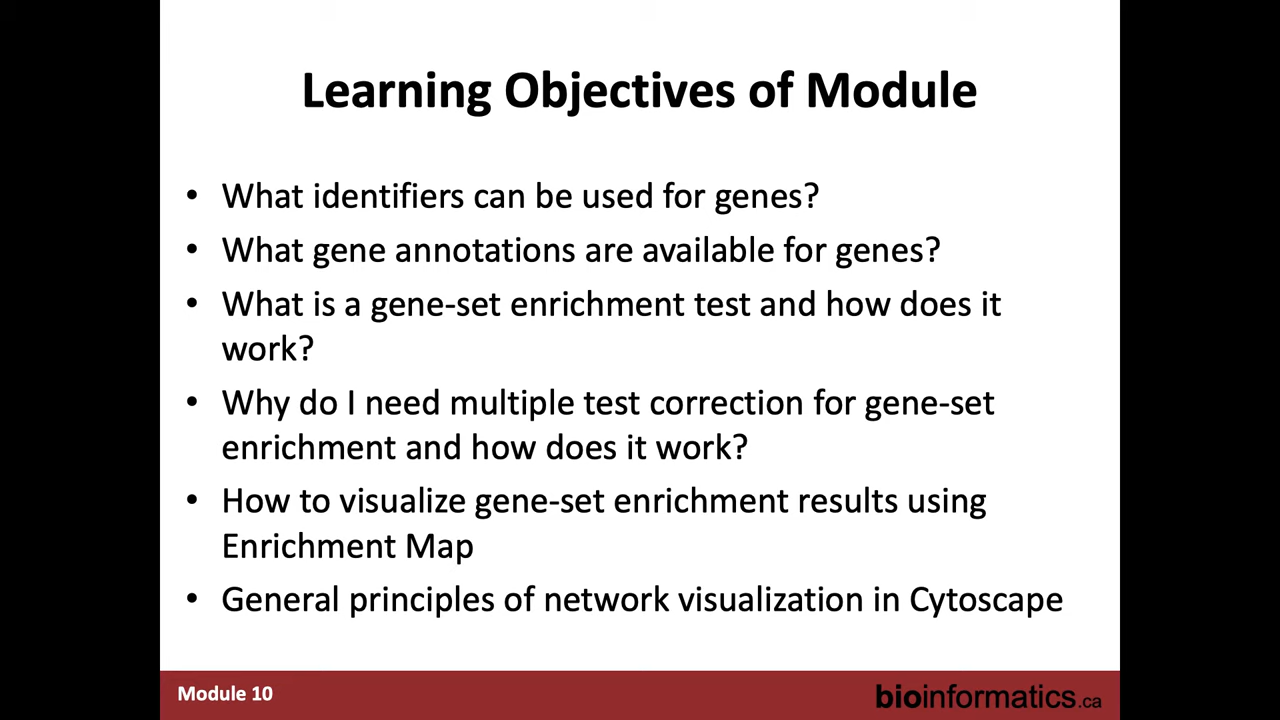 Learning Objectives of Module
• What identifiers can be used for genes?
• What gene annotations are available for genes?
• What is a gene-set enrichment test and how does it
work?
• Why do I need multiple test correction for gene-set
enrichment and how does it work?
• How to visualize gene-set enrichment results using
Enrichment Map
• General principles of network visualization in Cytoscape
Module 10
bioinformatics.ca